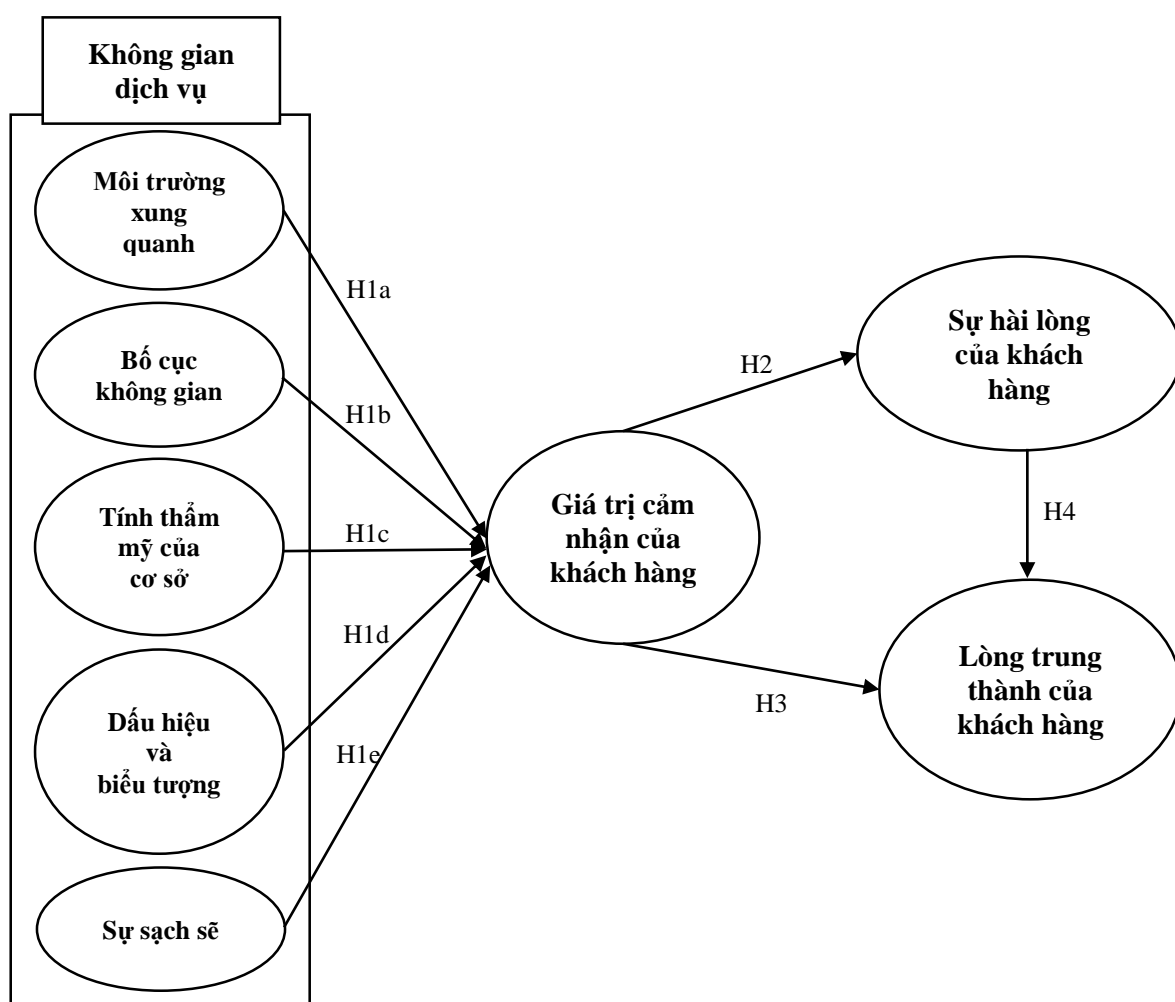 Không gian
dịch vụ
Môi trường
xung
quanh
H1a
Bố cục
không gian
H1b
Tính thẩm
mỹ của
cơ sở
H1c
Dấu hiệu
và
biểu tượng
H1d
Sự sạch sẽ
H1e
Giá trị cảm
nhận của
khách hàng
H2
Sự hài lòng
của khách
hàng
H4
H3
Lòng trung
thành của
khách hàng